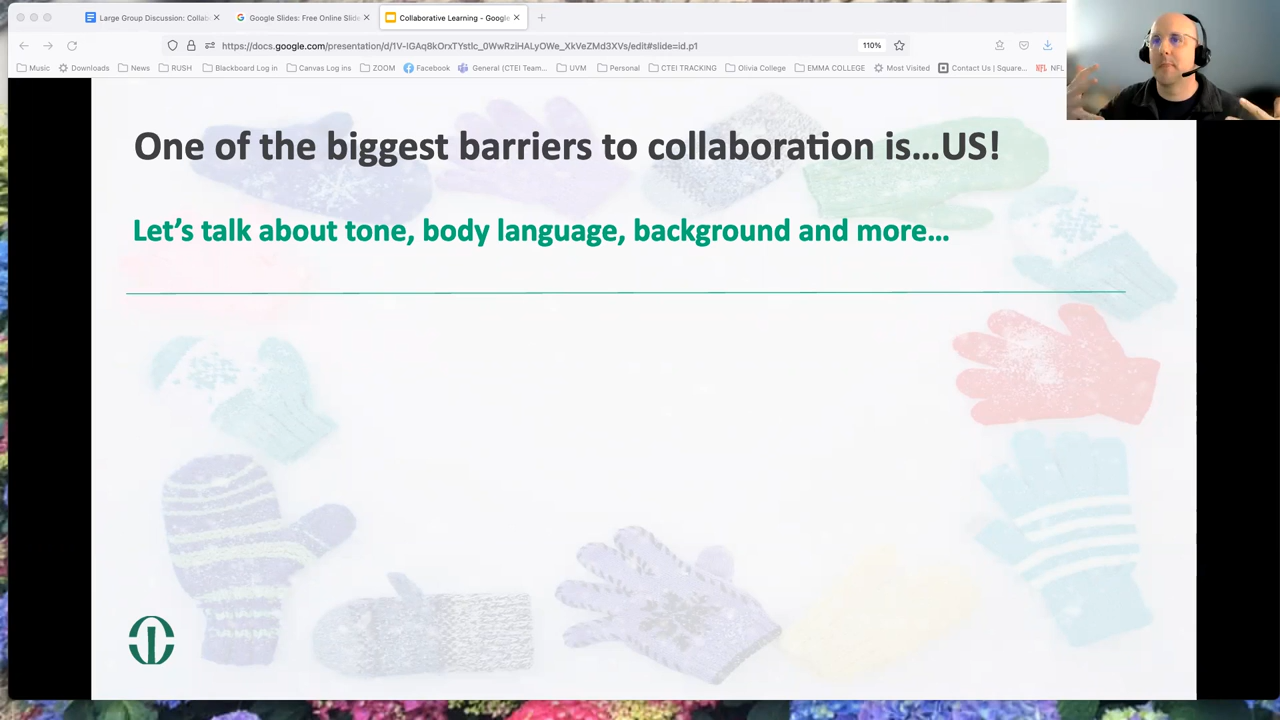 Large Group Discussion: Collab
Google Slides: Free Online Slide
Collaborative Learning - Google
https://docs.google.com/presentation/d/1V-IGAq8kOrxTYstlc_0WwRziHALyOWe_XkVeZMd3XVs/edit#slide=id.p1
110%
Music
Downloads
News
RUSH
Blackboard Log in
Canvas Log ins
ZOOM
Facebook
General (CTEI Team...
UVM
Personal
CTEI TRACKING
Olivia College
EMMA COLLEGE
Most Visited
Contact Us | Square...
NFL
One of the biggest barriers to collaboration is...US!
Let's talk about tone, body language, background and more...